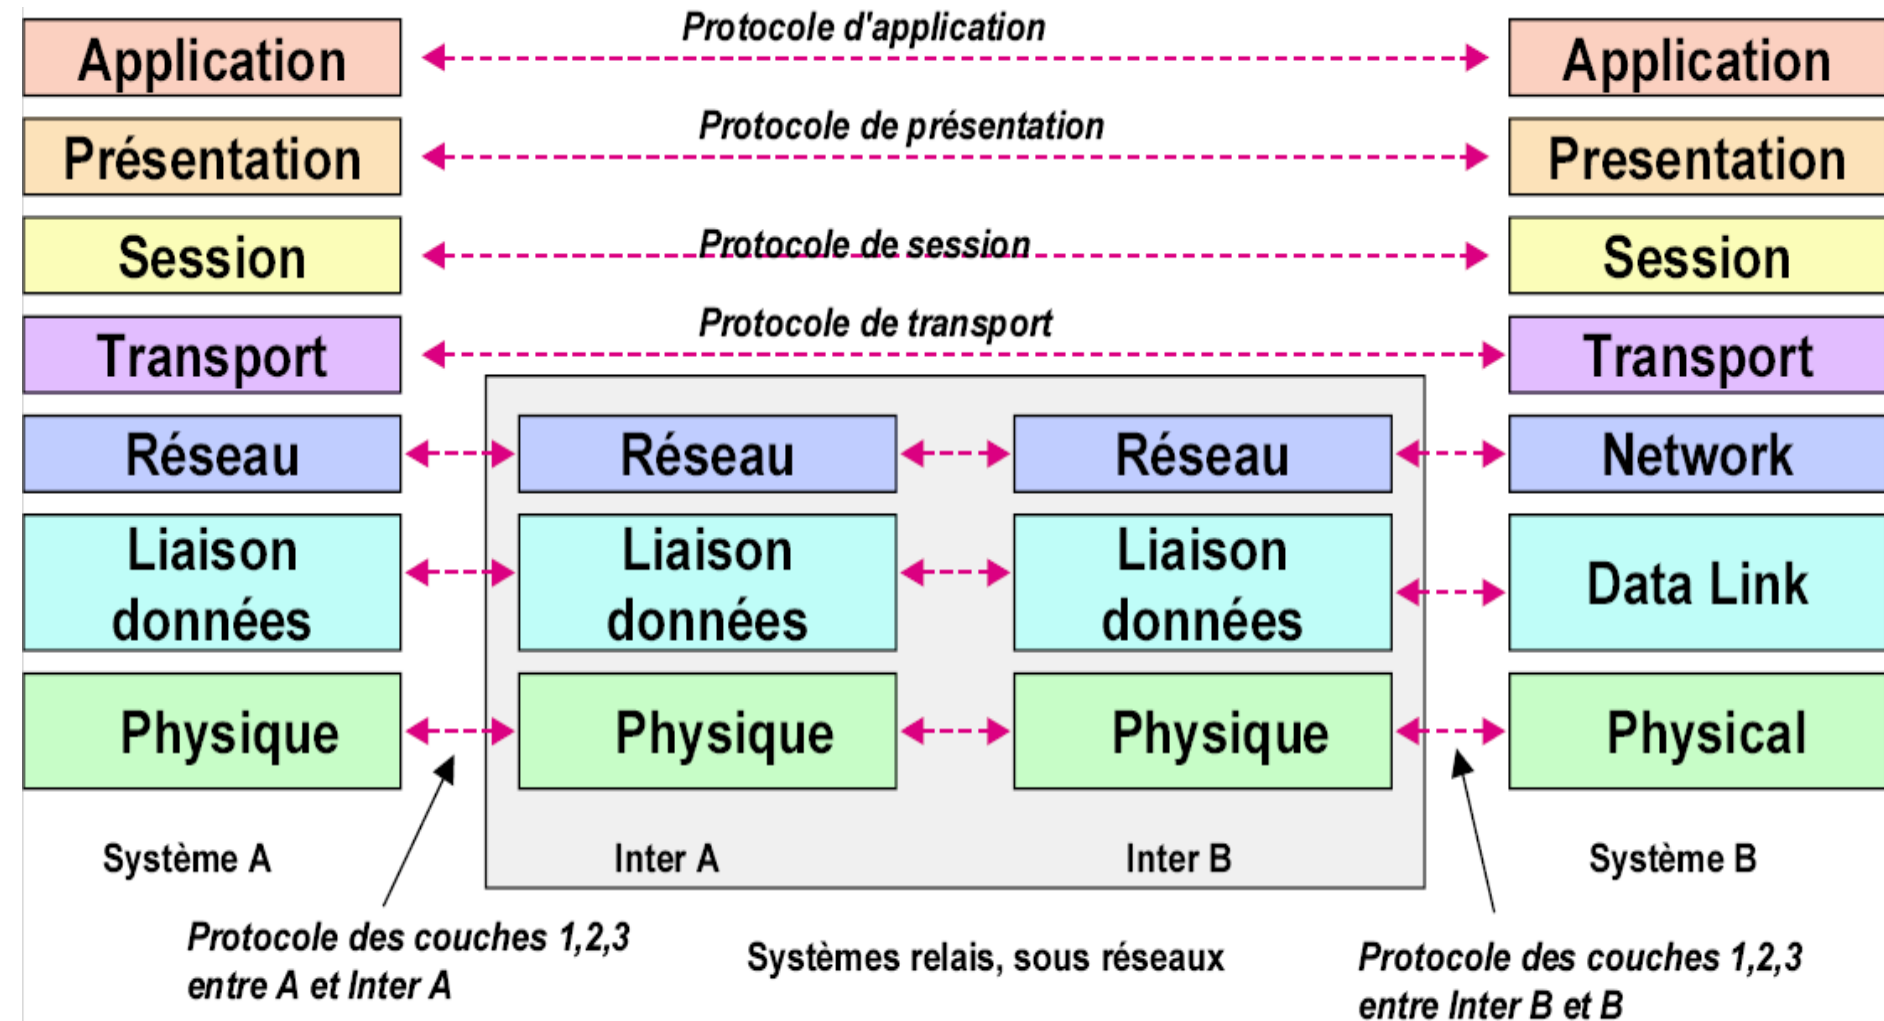 Protocole d'application
Application
Application
Protocole de présentation
Présentation
Presentation
Protocole de session
Session
Session
Protocole de transport
Transport
Transport
Réseau
Réseau
Réseau
Network
Liaison
données
Liaison
données
Liaison
données
Data Link
Physique
Physique
Physique
Physical
Système A
Inter A
Inter B
Système B
Protocole des couches 1,2,3
entre A et Inter A
Systèmes relais, sous réseaux
Protocole des couches 1,2,3
entre Inter B et B